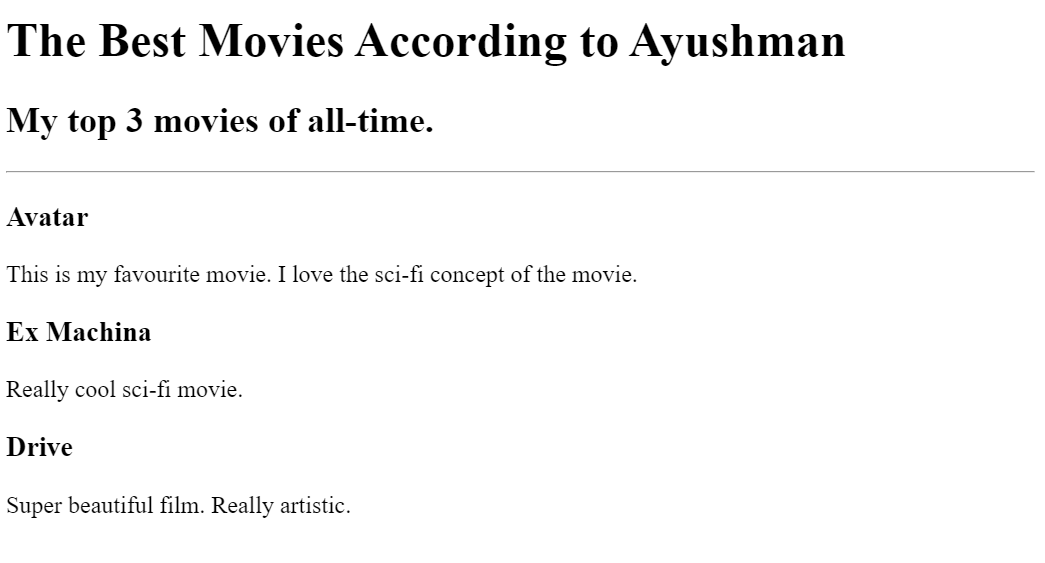 The Best Movies According to Ayushman
My top 3 movies of all-time.
Avatar
This is my favourite movie. I love the sci-fi concept of the movie.
Ex Machina
Really cool sci-fi movie.
Drive
Super beautiful film. Really artistic.